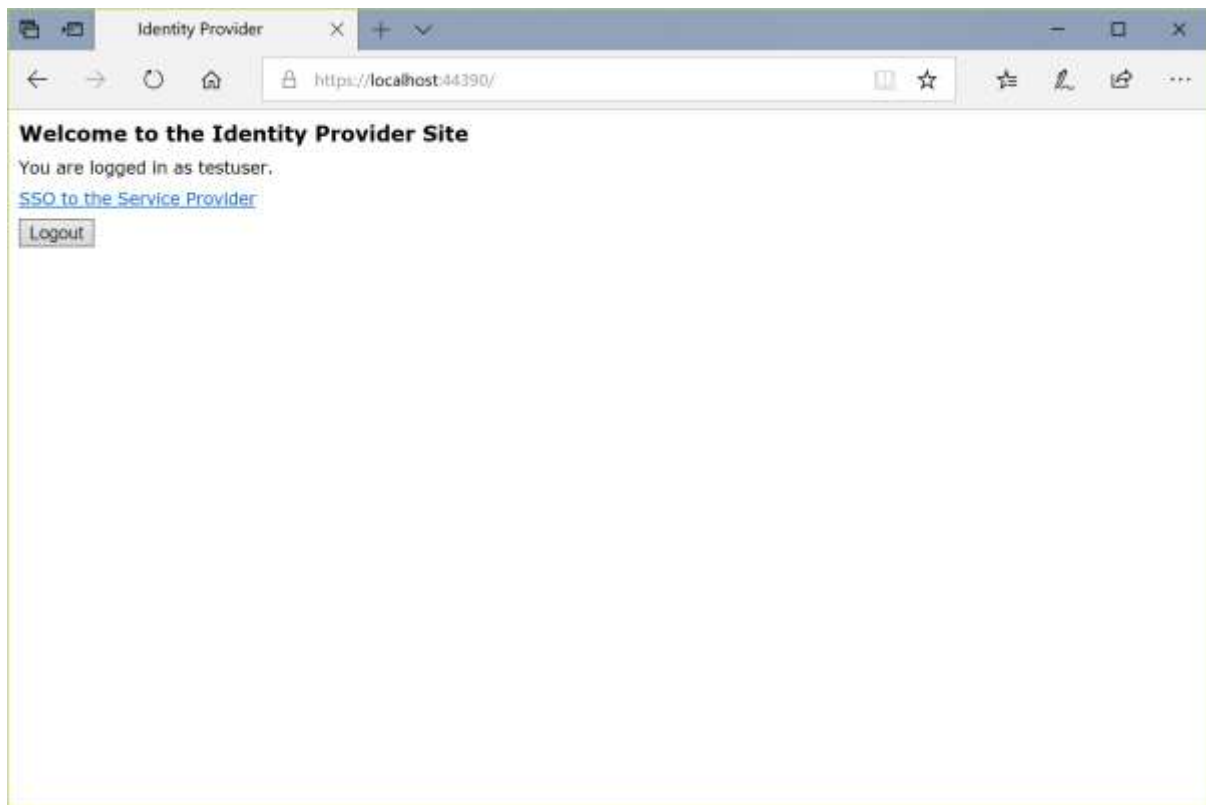 Identity Provider
https://localhost:44390/
Welcome to the Identity Provider Site
You are logged in as testuser.
SSO to the Service Provider
Logout